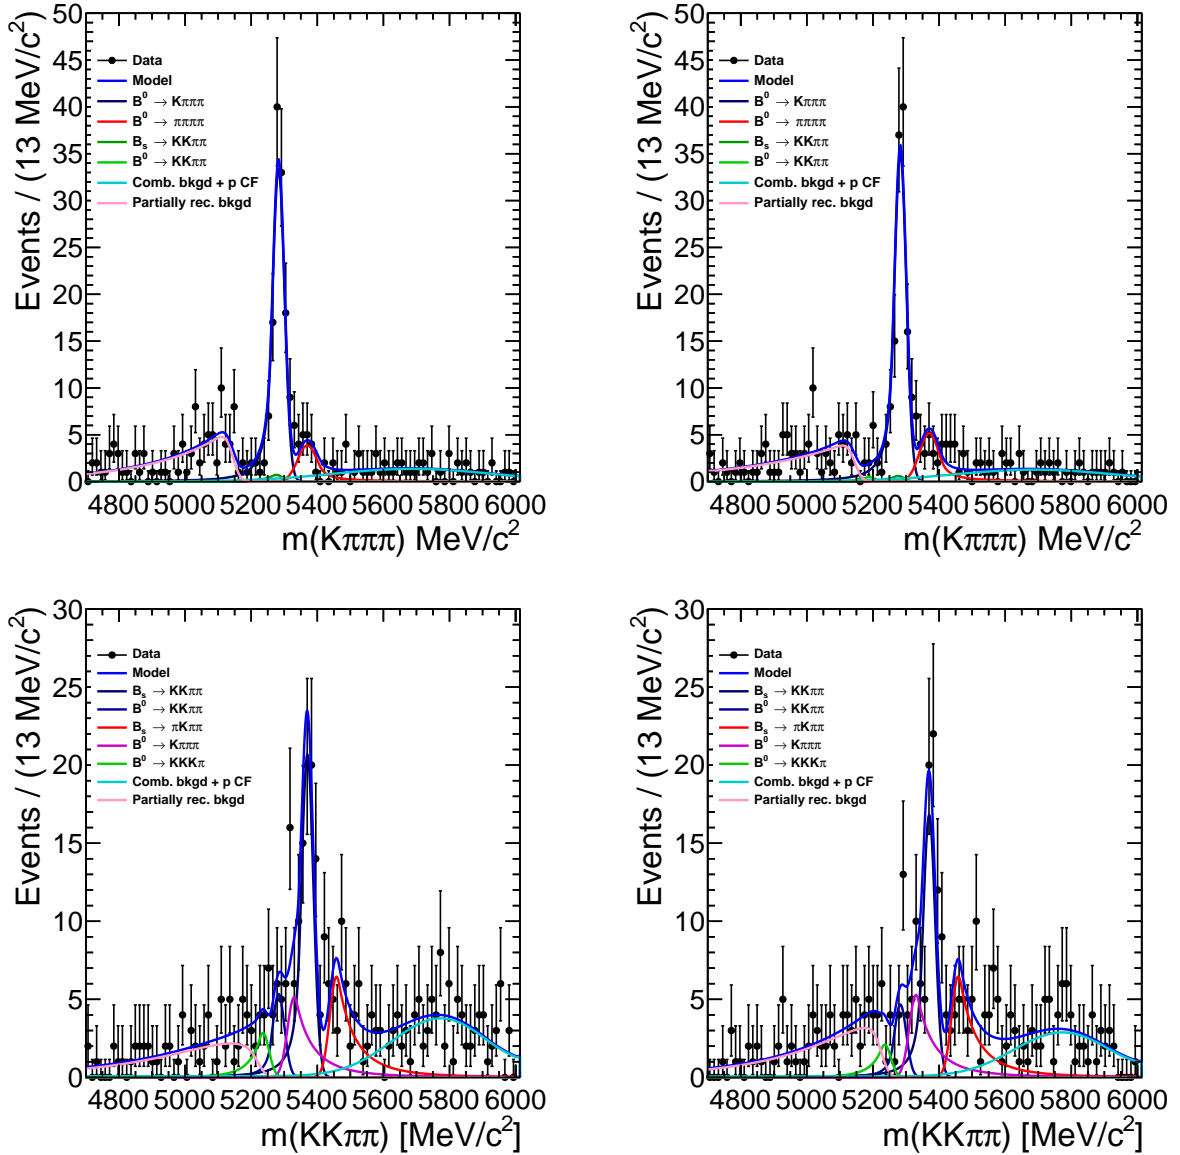 Events / (13 MeV/c²)
50
45
40
35
30
25
20
15
10
5
0
Data
Model
B⁰ → Kπππ
B⁰ → ππππ
Bₛ → KKππ
B⁰ → KKππ
Comb. bkgd + p CF
Partially rec. bkgd
4800 5000 5200 5400 5600 5800 6000
m(Kπππ) MeV/c²
Events / (13 MeV/c²)
50
45
40
35
30
25
20
15
10
5
0
Data
Model
B⁰ → Kπππ
B⁰ → ππππ
Bₛ → KKππ
B⁰ → KKππ
Comb. bkgd + p CF
Partially rec. bkgd
4800 5000 5200 5400 5600 5800 6000
m(Kπππ) MeV/c²
Events / (13 MeV/c²)
30
25
20
15
10
5
0
Data
Model
Bₛ → KKππ
B⁰ → KKππ
Bₛ → πKππ
B⁰ → Kπππ
B⁰ → KKKπ
Comb. bkgd + p CF
Partially rec. bkgd
4800 5000 5200 5400 5600 5800 6000
m(KKππ) [MeV/c²]
Events / (13 MeV/c²)
30
25
20
15
10
5
0
Data
Model
Bₛ → KKππ
B⁰ → KKππ
Bₛ → πKππ
B⁰ → Kπππ
B⁰ → KKKπ
Comb. bkgd + p CF
Partially rec. bkgd
4800 5000 5200 5400 5600 5800 6000
m(KKππ) [MeV/c²]